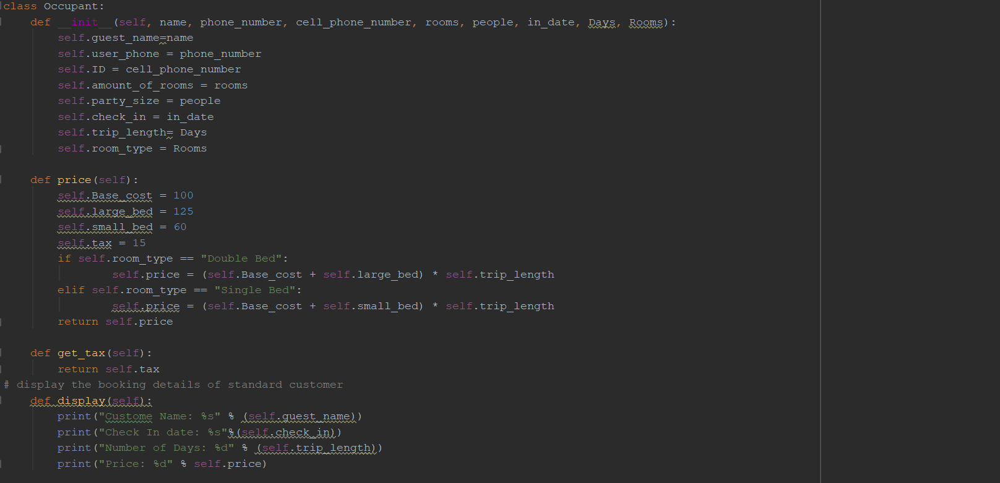 class Occupant:
    def __init__(self, name, phone_number, cell_phone_number, rooms, people, in_date, Days, Rooms):
        self.guest_name=name
        self.user_phone = phone_number
        self.ID = cell_phone_number
        self.amount_of_rooms = rooms
        self.party_size = people
        self.check_in = in_date
        self.trip_length= Days
        self.room_type = Rooms

    def price(self):
        self.Base_cost = 100
        self.large_bed = 125
        self.small_bed = 60
        self.tax = 15
        if self.room_type == "Double Bed":
                self.price = (self.Base_cost + self.large_bed) * self.trip_length
        elif self.room_type == "Single Bed":
                self.price = (self.Base_cost + self.small_bed) * self.trip_length
        return self.price

    def get_tax(self):
        return self.tax
# display the booking details of standard customer
    def display(self):
        print("Custome Name: %s" % (self.guest_name))
        print("Check In date: %s"%(self.check_in))
        print("Number of Days: %d" % (self.trip_length))
        print("Price: %d" % self.price)